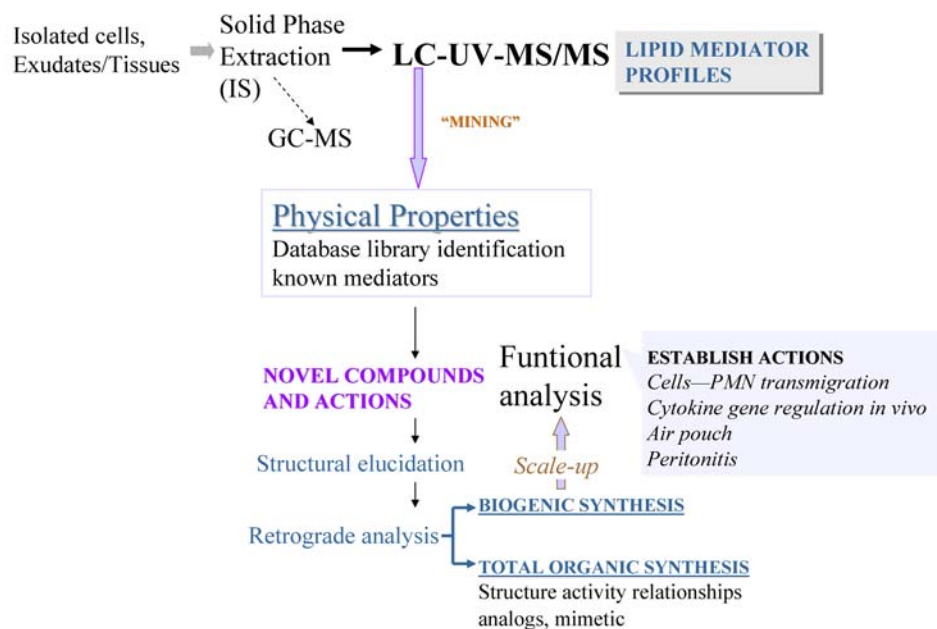 Isolated cells,
Exudates/Tissues
Solid Phase
Extraction
(IS)
LC-UV-MS/MS
LIPID MEDIATOR
PROFILES
GC-MS
“MINING”
Physical Properties
Database library identification
known mediators
NOVEL COMPOUNDS
AND ACTIONS
Funtional
analysis
ESTABLISH ACTIONS
Cells—PMN transmigration
Cytokine gene regulation in vivo
Air pouch
Peritonitis
Structural elucidation
Scale-up
Retrograde analysis
BIOGENIC SYNTHESIS
TOTAL ORGANIC SYNTHESIS
Structure activity relationships
analogs, mimetic